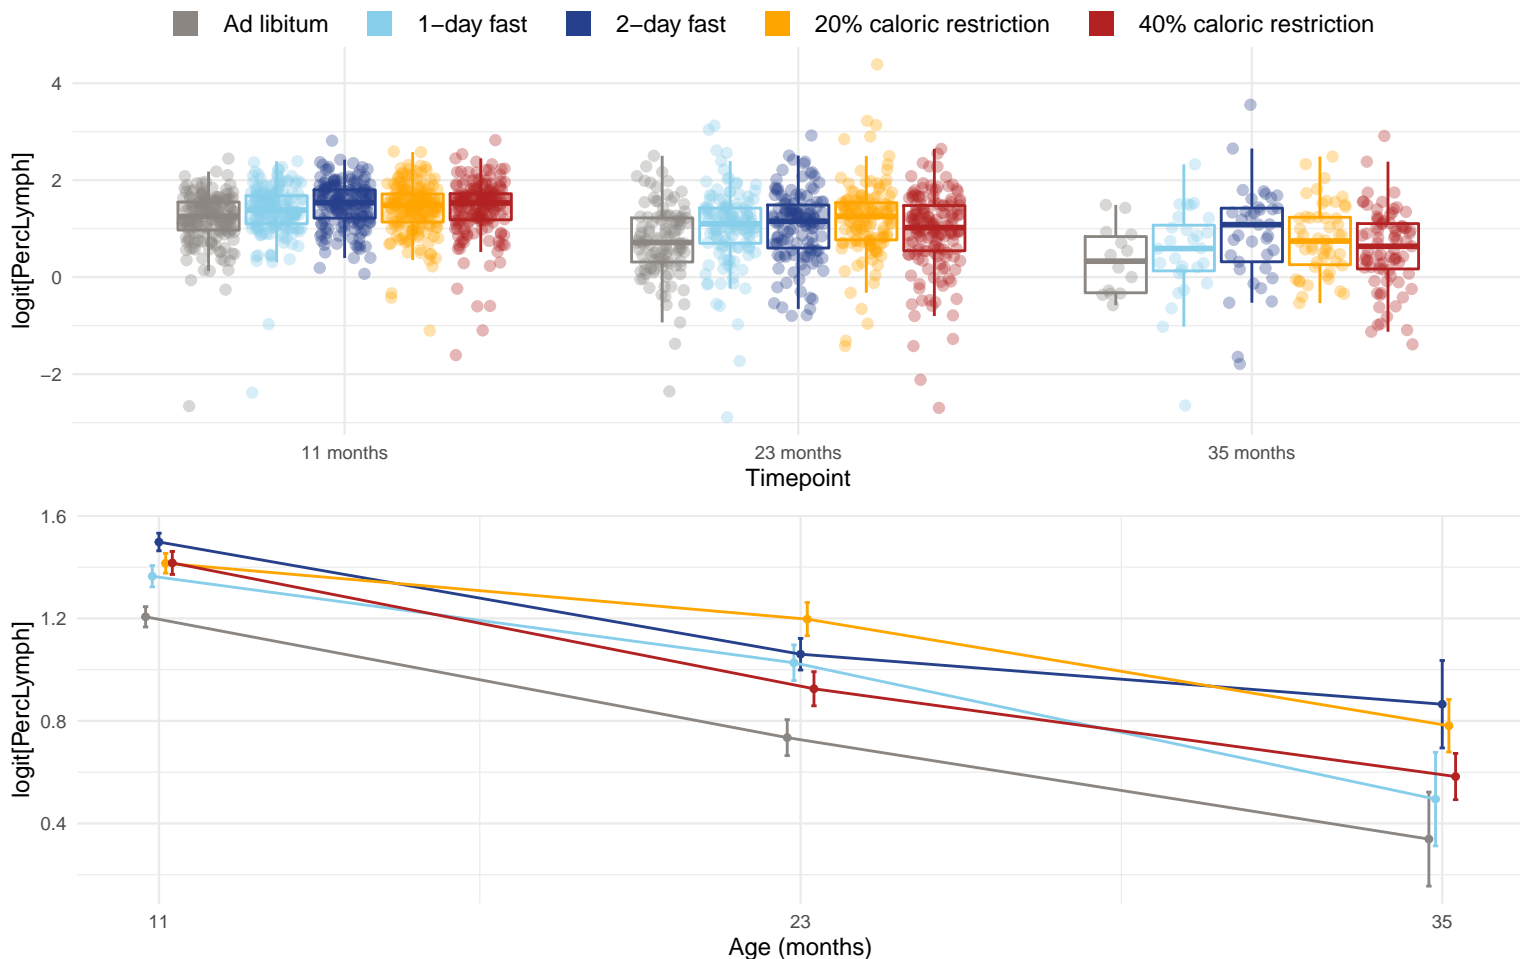 Ad libitum 1−day fast 2−day fast 20% caloric restriction 40% caloric restriction
4
2
0
−2
logit[PercLymph]
11 months 23 months 35 months
Timepoint
1.6
1.2
0.8
0.4
logit[PercLymph]
11 23 35
Age (months)